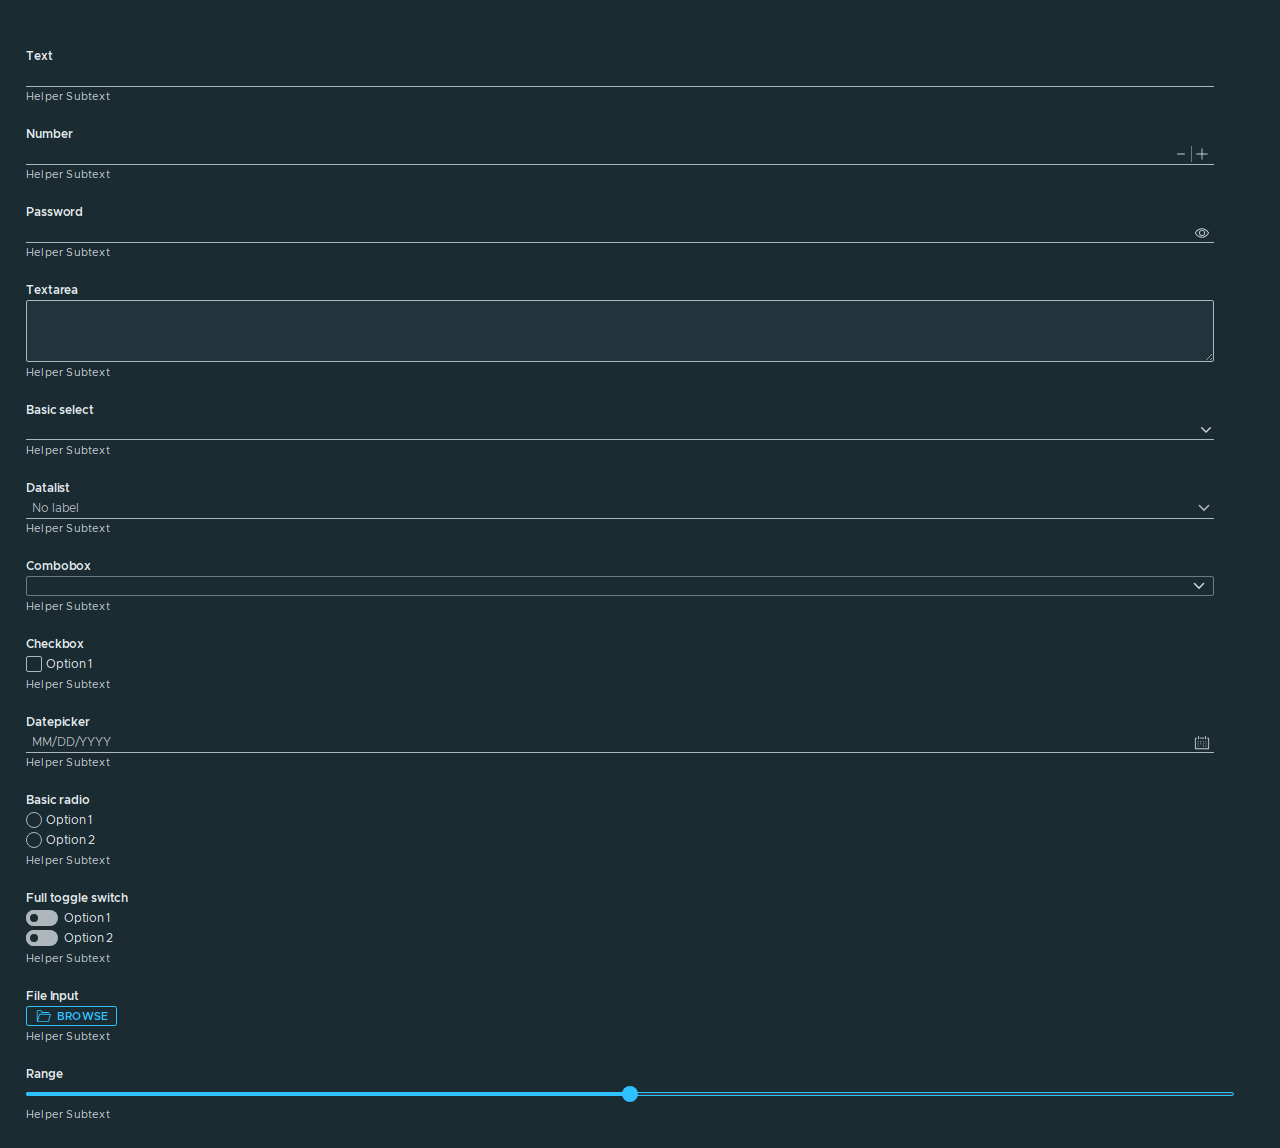 Text
Helper Subtext
Number
Helper Subtext
Password
Helper Subtext
Textarea
Helper Subtext
Basic select
Helper Subtext
Datalist
No label
Helper Subtext
Combobox
Helper Subtext
Checkbox
Option 1
Helper Subtext
Datepicker
MM/DD/YYYY
Helper Subtext
Basic radio
Option 1
Option 2
Helper Subtext
Full toggle switch
Option 1
Option 2
Helper Subtext
File Input
BROWSE
Helper Subtext
Range
Helper Subtext